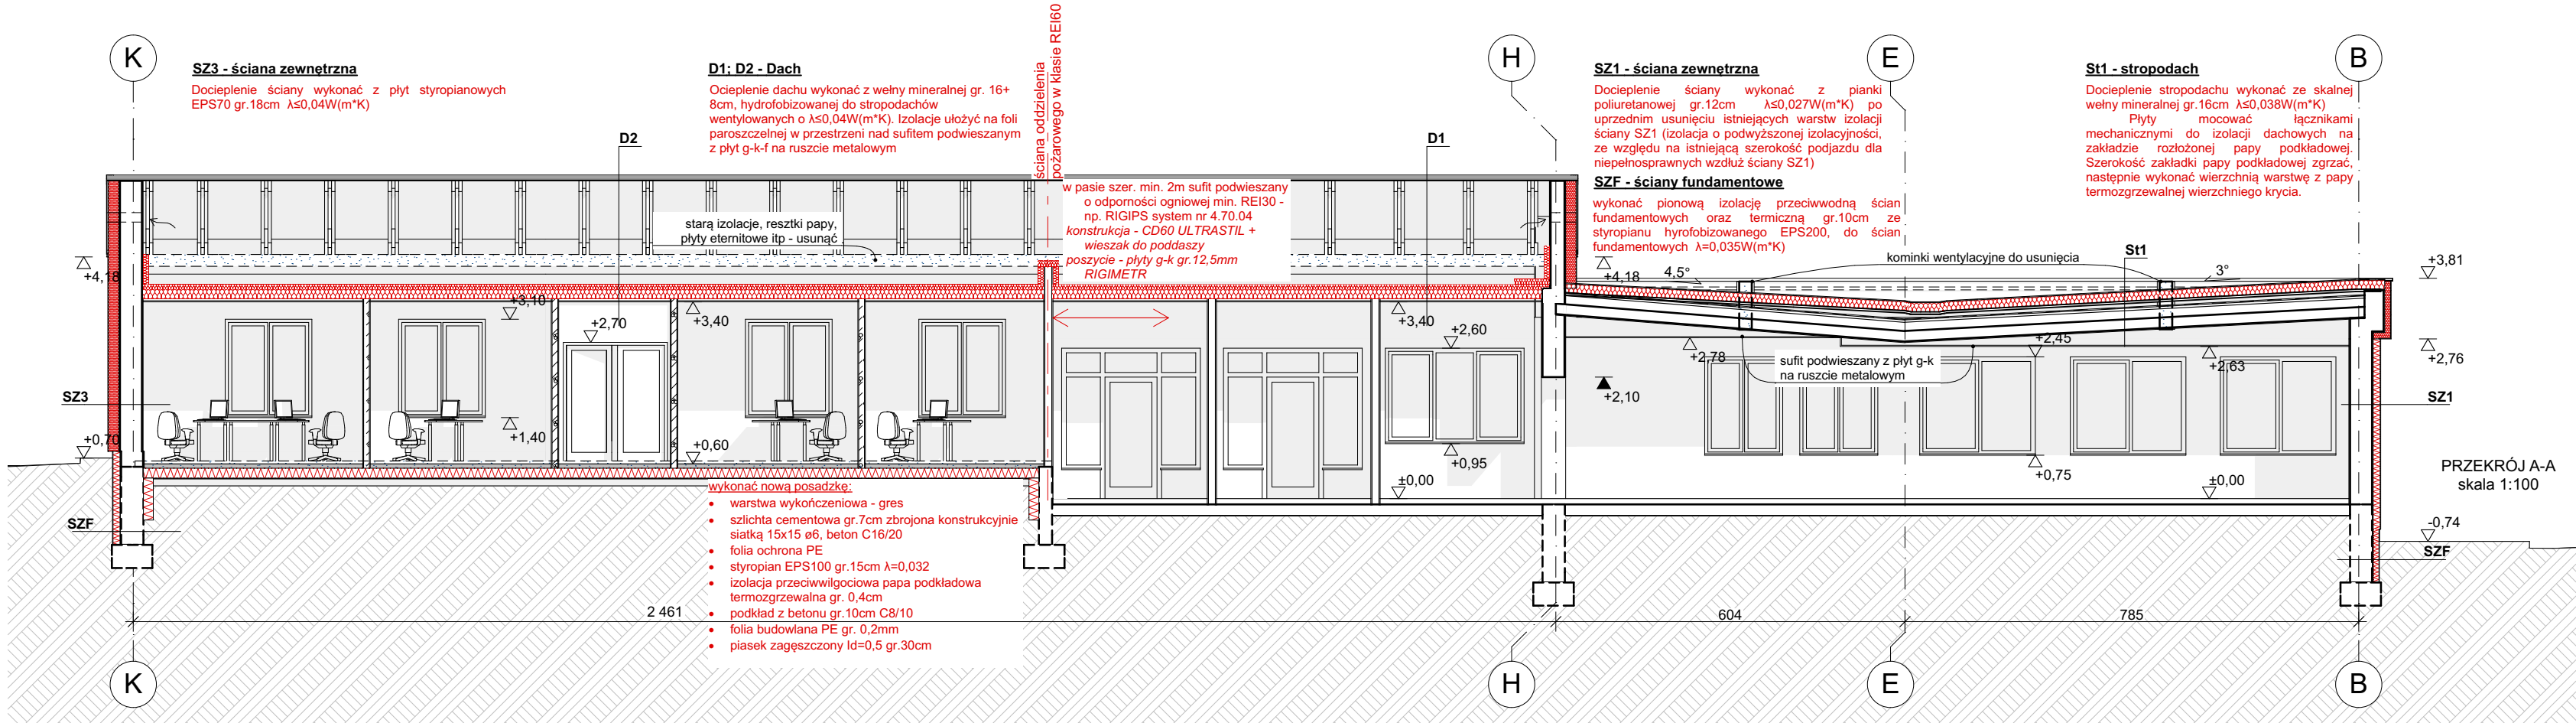 K
H
E
B
SZ3 - ściana zewnętrzna
Docieplenie ściany wykonać z płyt styropianowych
EPS70 gr.18cm λ≤0,04W(m*K)
D1; D2 - Dach
Ocieplenie dachu wykonać z wełny mineralnej gr. 16+
8cm, hydrofobizowanej do stropodachów
wentylowanych o λ≤0,04W(m*K). Izolacje ułożyć na foli
paroszczelnej w przestrzeni nad sufitem podwieszanym
z płyt g-k-f na ruszcie metalowym
ściana oddzielenia
pożarowego w klasie REI60
SZ1 - ściana zewnętrzna
Docieplenie ściany wykonać z pianki
poliuretanowej gr.12cm λ≤0,027W(m*K) po
uprzednim usunięciu istniejących warstw izolacji
ściany SZ1 (izolacja o podwyższonej izolacyjności,
ze względu na istniejącą szerokość podjazdu dla
niepełnosprawnych wzdłuż ściany SZ1)
SZF - ściany fundamentowe
wykonać pionową izolację przeciwwodną ścian
fundamentowych oraz termiczną gr.10cm ze
styropianu hyrofobizowanego EPS200, do ścian
fundamentowych λ=0,035W(m*K)
St1 - stropodach
Docieplenie stropodachu wykonać ze skalnej
wełny mineralnej gr.16cm λ≤0,038W(m*K)
Płyty mocować łącznikami
mechanicznymi do izolacji dachowych na
zakładzie rozłożonej papy podkładowej.
Szerokość zakładki papy podkładowej zgrzać,
następnie wykonać wierzchnią warstwę z papy
termozgrzewalnej wierzchniego krycia.
D2
D1
w pasie szer. min. 2m sufit podwieszany
o odporności ogniowej min. REI30 -
np. RIGIPS system nr 4.70.04
konstrukcja - CD60 ULTRASTIL +
wieszak do poddaszy
poszycie - płyty g-k gr.12,5mm
RIGIMETR
starą izolacje, resztki papy,
płyty eternitowe itp - usunąć
kominki wentylacyjne do usunięcia
St1
+4,18
+4,18
4,5°
3°
+3,81
+3,10
+2,70
+3,40
+3,40
+2,60
+2,78
sufit podwieszany z płyt g-k
na ruszcie metalowym
+2,45
+2,63
+2,76
SZ3
+2,10
SZ1
+0,70
+1,40
+0,60
+0,95
+0,75
±0,00
±0,00
PRZEKRÓJ A-A
skala 1:100
-0,74
SZF
SZF
wykonać nową posadzkę:
• warstwa wykończeniowa - gres
• szlichta cementowa gr.7cm zbrojona konstrukcyjnie
siatką 15x15 ø6, beton C16/20
• folia ochrona PE
• styropian EPS100 gr.15cm λ=0,032
• izolacja przeciwwilgociowa papa podkładowa
termozgrzewalna gr. 0,4cm
• podkład z betonu gr.10cm C8/10
• folia budowlana PE gr. 0,2mm
• piasek zagęszczony Id=0,5 gr.30cm
2 461
604
785
K
H
E
B